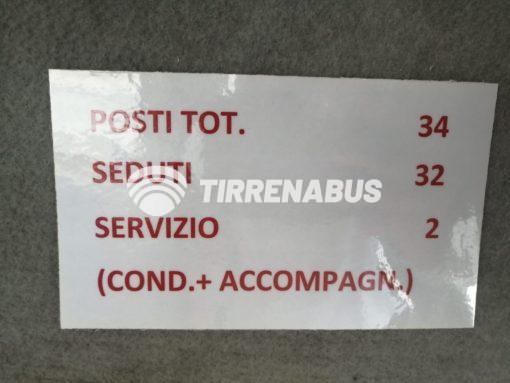 POSTI TOT. 34
SEDUTI 32
TIRRENABUS
SERVIZIO 2
(COND.+ ACCOMPAGN.)